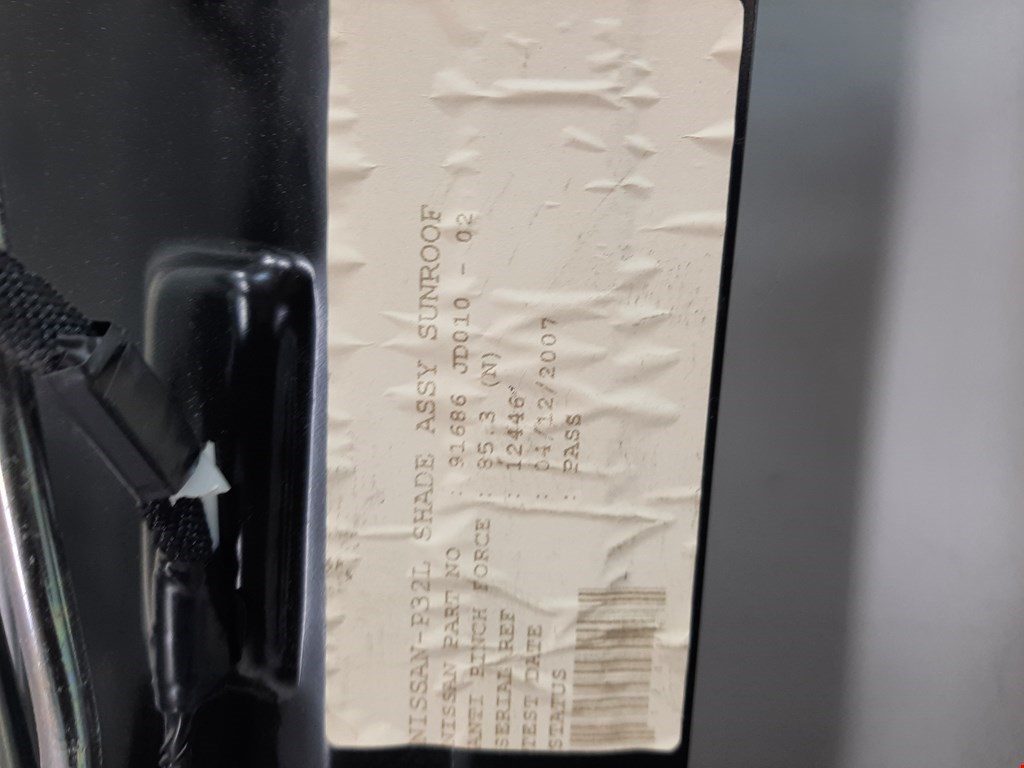 NISSAN-P32L SHADE ASSY SUNROOF
NISSAN PART NO : 91686 JD010 - 02
ANTI PINCH FORCE : 85.3 (N)
SERIAL REF : 12446
TEST DATE : 04/12/2007
STATUS : PASS